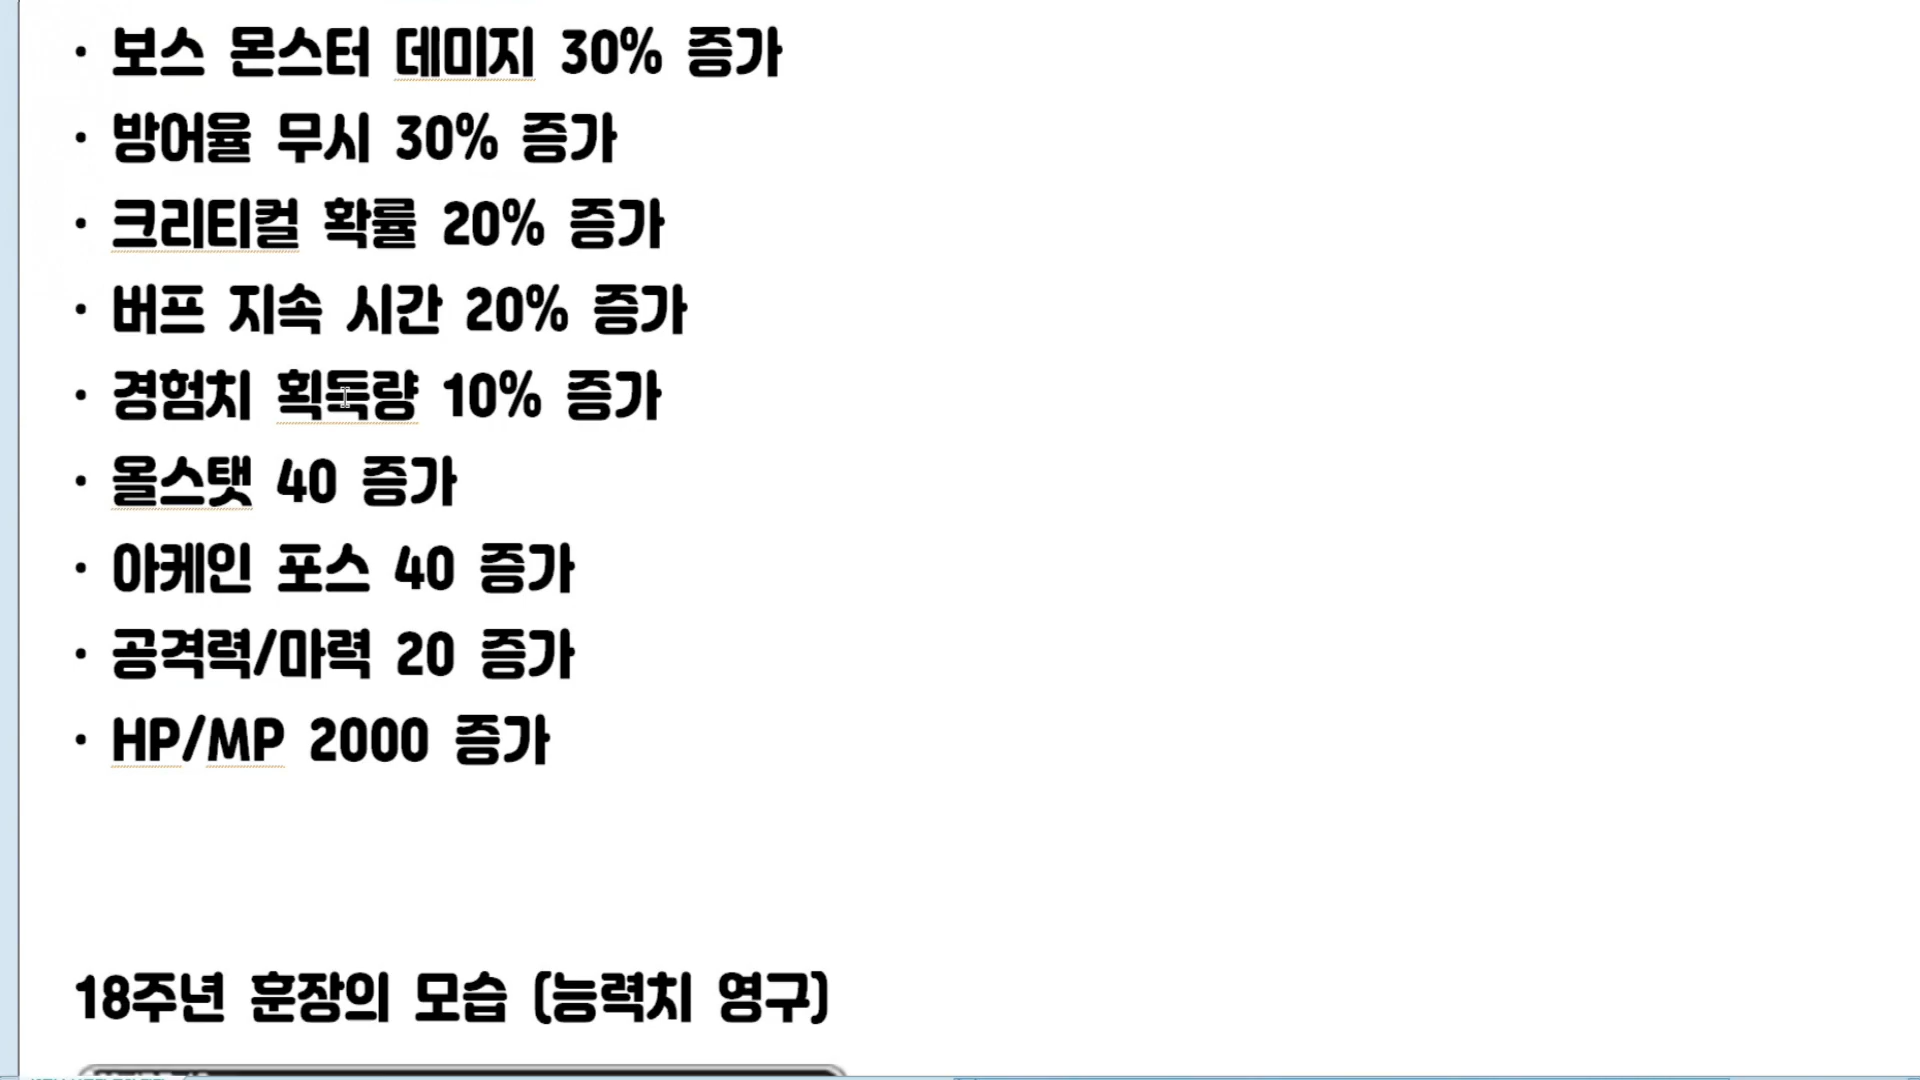 · 보스 몬스터 데미지 30% 증가
· 방어율 무시 30% 증가
· 크리티컬 확률 20% 증가
· 버프 지속 시간 20% 증가
· 경험치 획득량 10% 증가
· 올스탯 40 증가
· 아케인 포스 40 증가
· 공격력/마력 20 증가
· HP/MP 2000 증가
18주년 훈장의 모습 (능력치 영구)